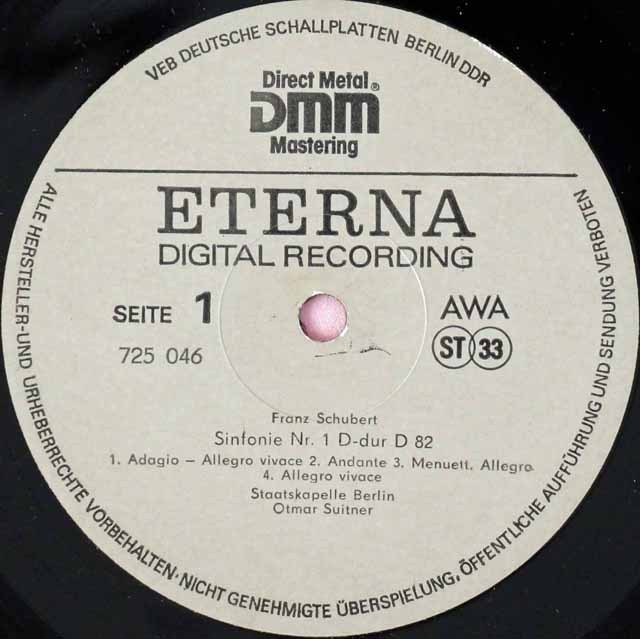 VEB DEUTSCHE SCHALLPLATTEN BERLIN DDR
Direct Metal®
DMM
Mastering
ETERNA
DIGITAL RECORDING
SEITE 1
AWA
725 046
ST 33
Franz Schubert
Sinfonie Nr. 1 D-dur D 82
1. Adagio – Allegro vivace 2. Andante 3. Menuett. Allegro
4. Allegro vivace
Staatskapelle Berlin
Otmar Suitner
ALLE HERSTELLER-UND URHEBERRECHTE VORBEHALTEN·NICHT GENEHMIGTE ÜBERSPIELUNG, ÖFFENTLICHE AUFFÜHRUNG UND SENDUNG VERBOTEN